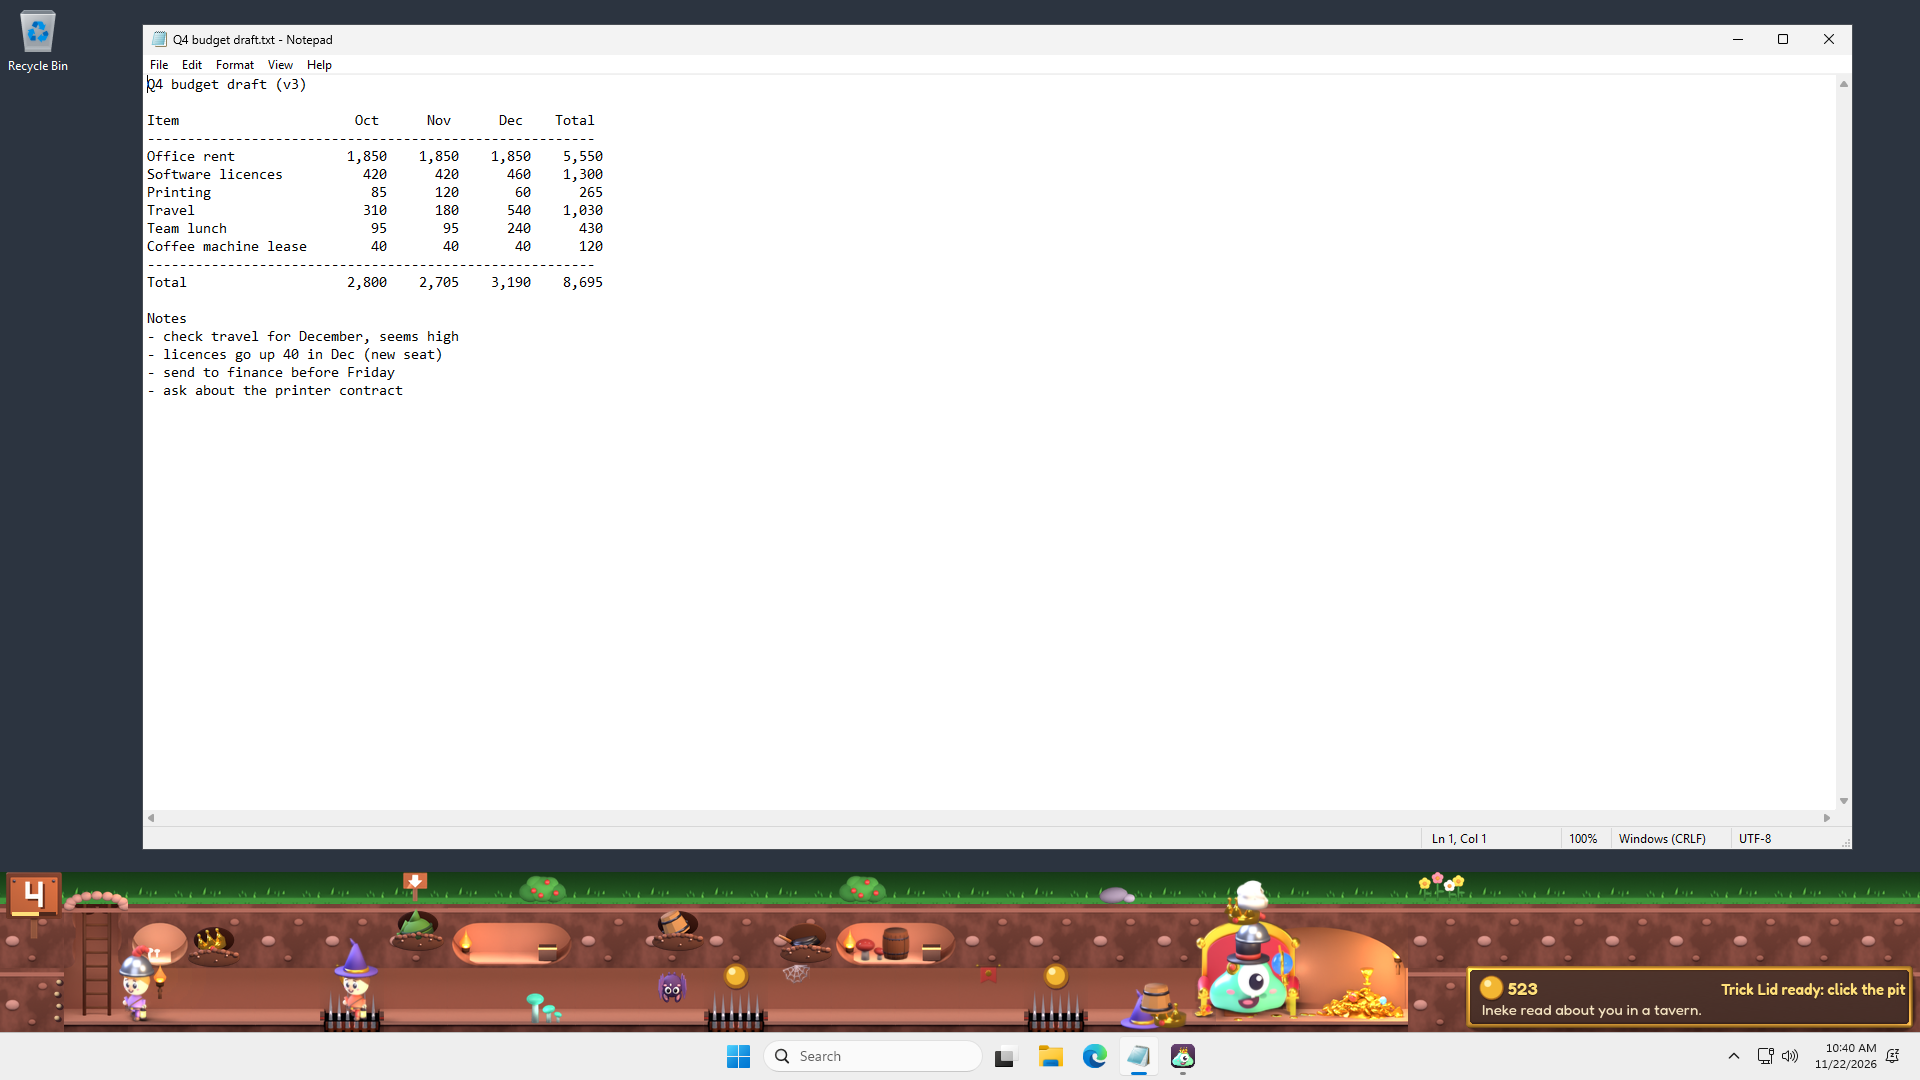 Recycle Bin
Q4 budget draft.txt - Notepad
File Edit Format View Help
Q4 budget draft (v3)
Item Oct Nov Dec Total
--------------------------------------------------------
Office rent 1,850 1,850 1,850 5,550
Software licences 420 420 460 1,300
Printing 85 120 60 265
Travel 310 180 540 1,030
Team lunch 95 95 240 430
Coffee machine lease 40 40 40 120
--------------------------------------------------------
Total 2,800 2,705 3,190 8,695
Notes
- check travel for December, seems high
- licences go up 40 in Dec (new seat)
- send to finance before Friday
- ask about the printer contract
Ln 1, Col 1 100% Windows (CRLF) UTF-8
4
523 Trick Lid ready: click the pit
Ineke read about you in a tavern.
Search
10:40 AM
11/22/2026